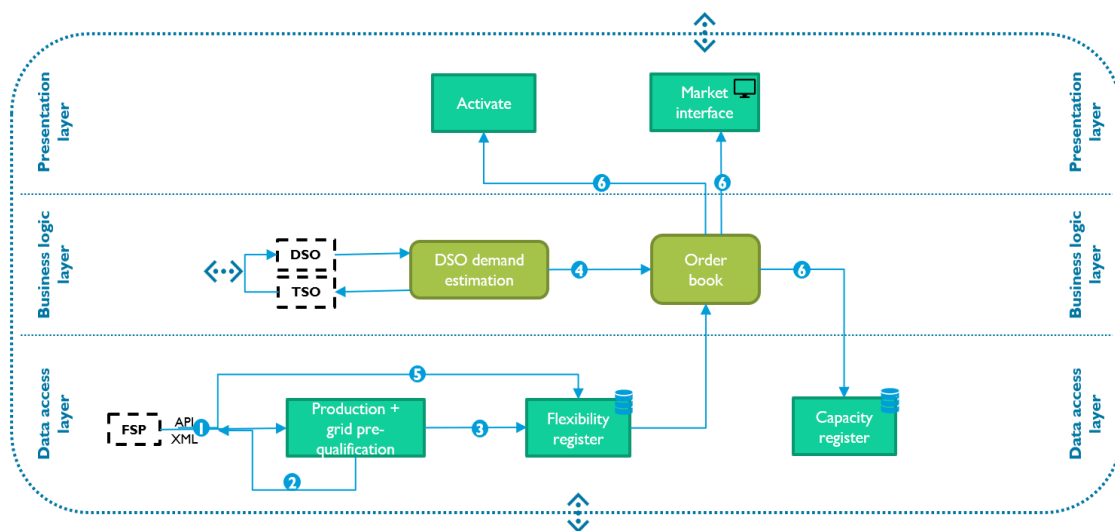 Presentation
layer
Activate
Market
interface
Presentation
layer
6
6
Business logic
layer
DSO
TSO
DSO demand
estimation
4
Order
book
6
Business logic
layer
Data access
layer
5
FSP
API
XML
1
Production +
grid pre-
qualification
3
Flexibility
register
Capacity
register
2
Data access
layer